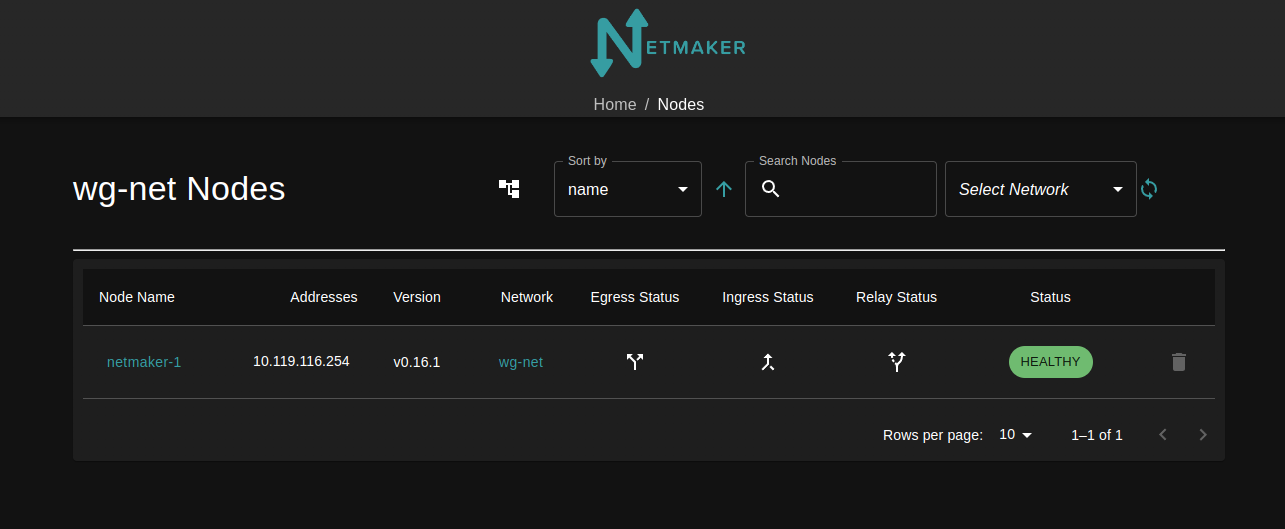 NETMAKER
Home / Nodes
wg-net Nodes
Sort by
name
Search Nodes
Select Network
Node Name Addresses Version Network Egress Status Ingress Status Relay Status Status
netmaker-1 10.119.116.254 v0.16.1 wg-net HEALTHY
Rows per page: 10 1–1 of 1